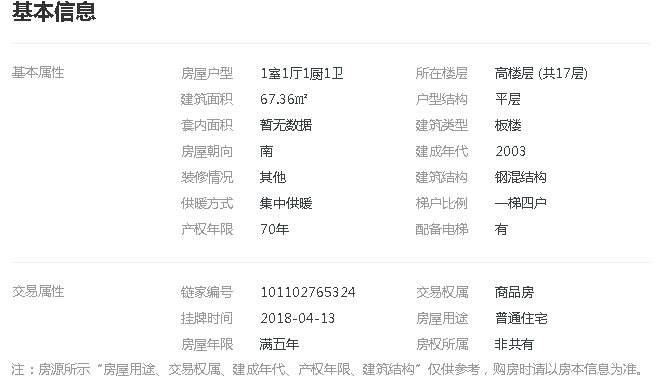 基本信息
基本属性 房屋户型 1室1厅1厨1卫 所在楼层 高楼层 (共17层)
建筑面积 67.36㎡ 户型结构 平层
套内面积 暂无数据 建筑类型 板楼
房屋朝向 南 建成年代 2003
装修情况 其他 建筑结构 钢混结构
供暖方式 集中供暖 梯户比例 一梯四户
产权年限 70年 配备电梯 有
交易属性 链家编号 101102765324 交易权属 商品房
挂牌时间 2018-04-13 房屋用途 普通住宅
房屋年限 满五年 房权所属 非共有
注：房源所示“房屋用途、交易权属、建成年代、产权年限、建筑结构”仅供参考，购房时请以房本信息为准。